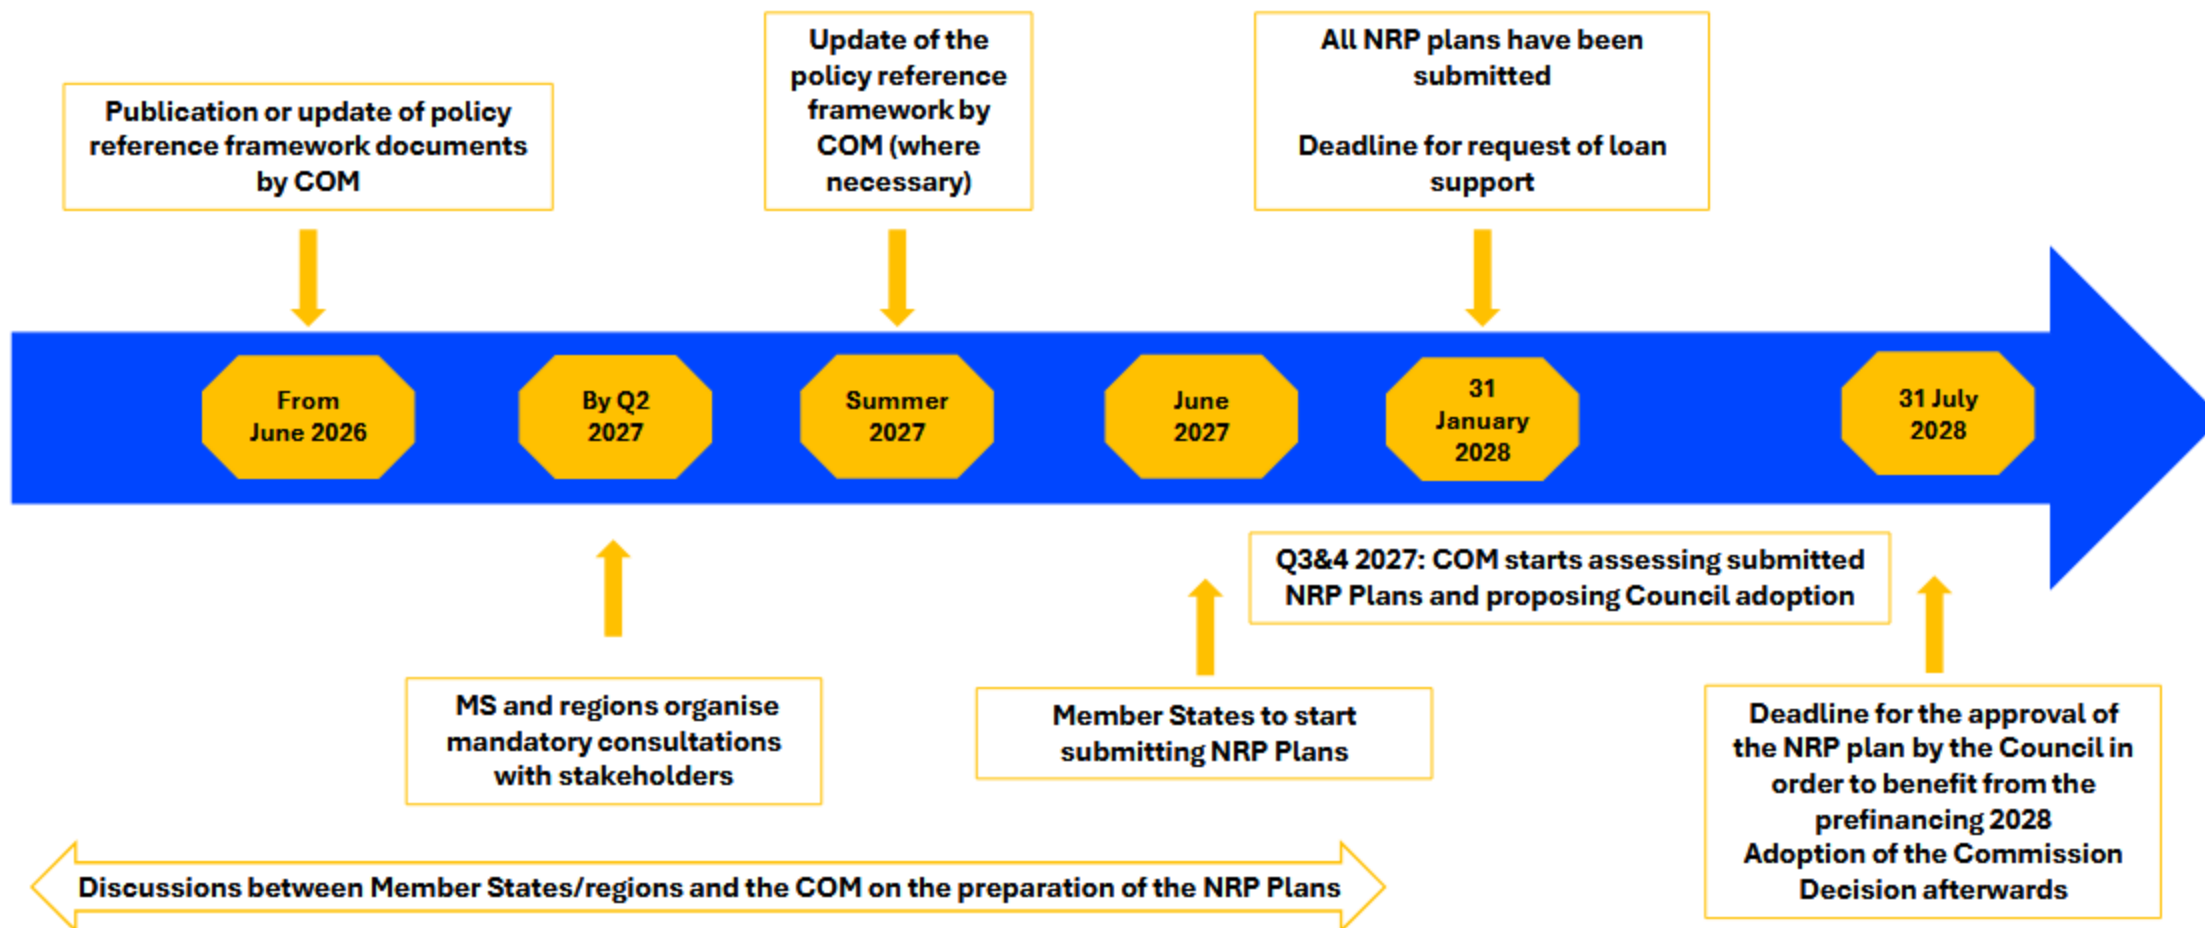 Publication or update of policy
reference framework documents
by COM
Update of the
policy reference
framework by
COM (where
necessary)
All NRP plans have been
submitted
Deadline for request of loan
support
From
June 2026
By Q2
2027
Summer
2027
June
2027
31
January
2028
31 July
2028
Q3&4 2027: COM starts assessing submitted
NRP Plans and proposing Council adoption
MS and regions organise
mandatory consultations
with stakeholders
Member States to start
submitting NRP Plans
Deadline for the approval of
the NRP plan by the Council in
order to benefit from the
prefinancing 2028
Adoption of the Commission
Decision afterwards
Discussions between Member States/regions and the COM on the preparation of the NRP Plans